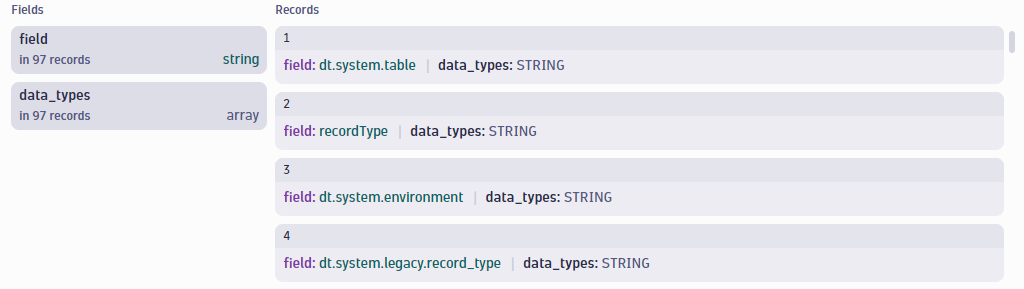 Fields
field
in 97 records string
data_types
in 97 records array
Records
1
field: dt.system.table | data_types: STRING
2
field: recordType | data_types: STRING
3
field: dt.system.environment | data_types: STRING
4
field: dt.system.legacy.record_type | data_types: STRING